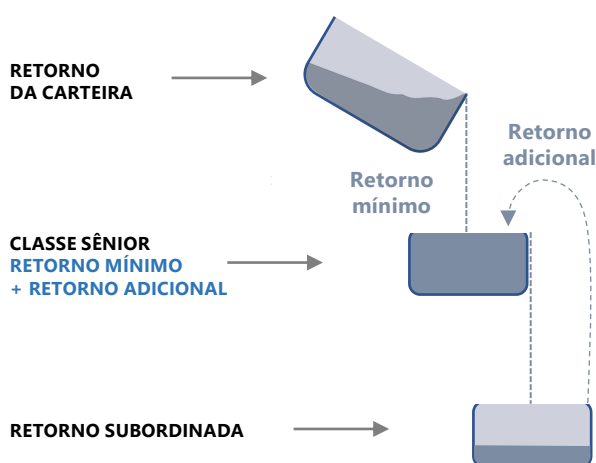 RETORNO
DA CARTEIRA
Retorno
adicional
Retorno
mínimo
CLASSE SÊNIOR
RETORNO MÍNIMO
+ RETORNO ADICIONAL
RETORNO SUBORDINADA